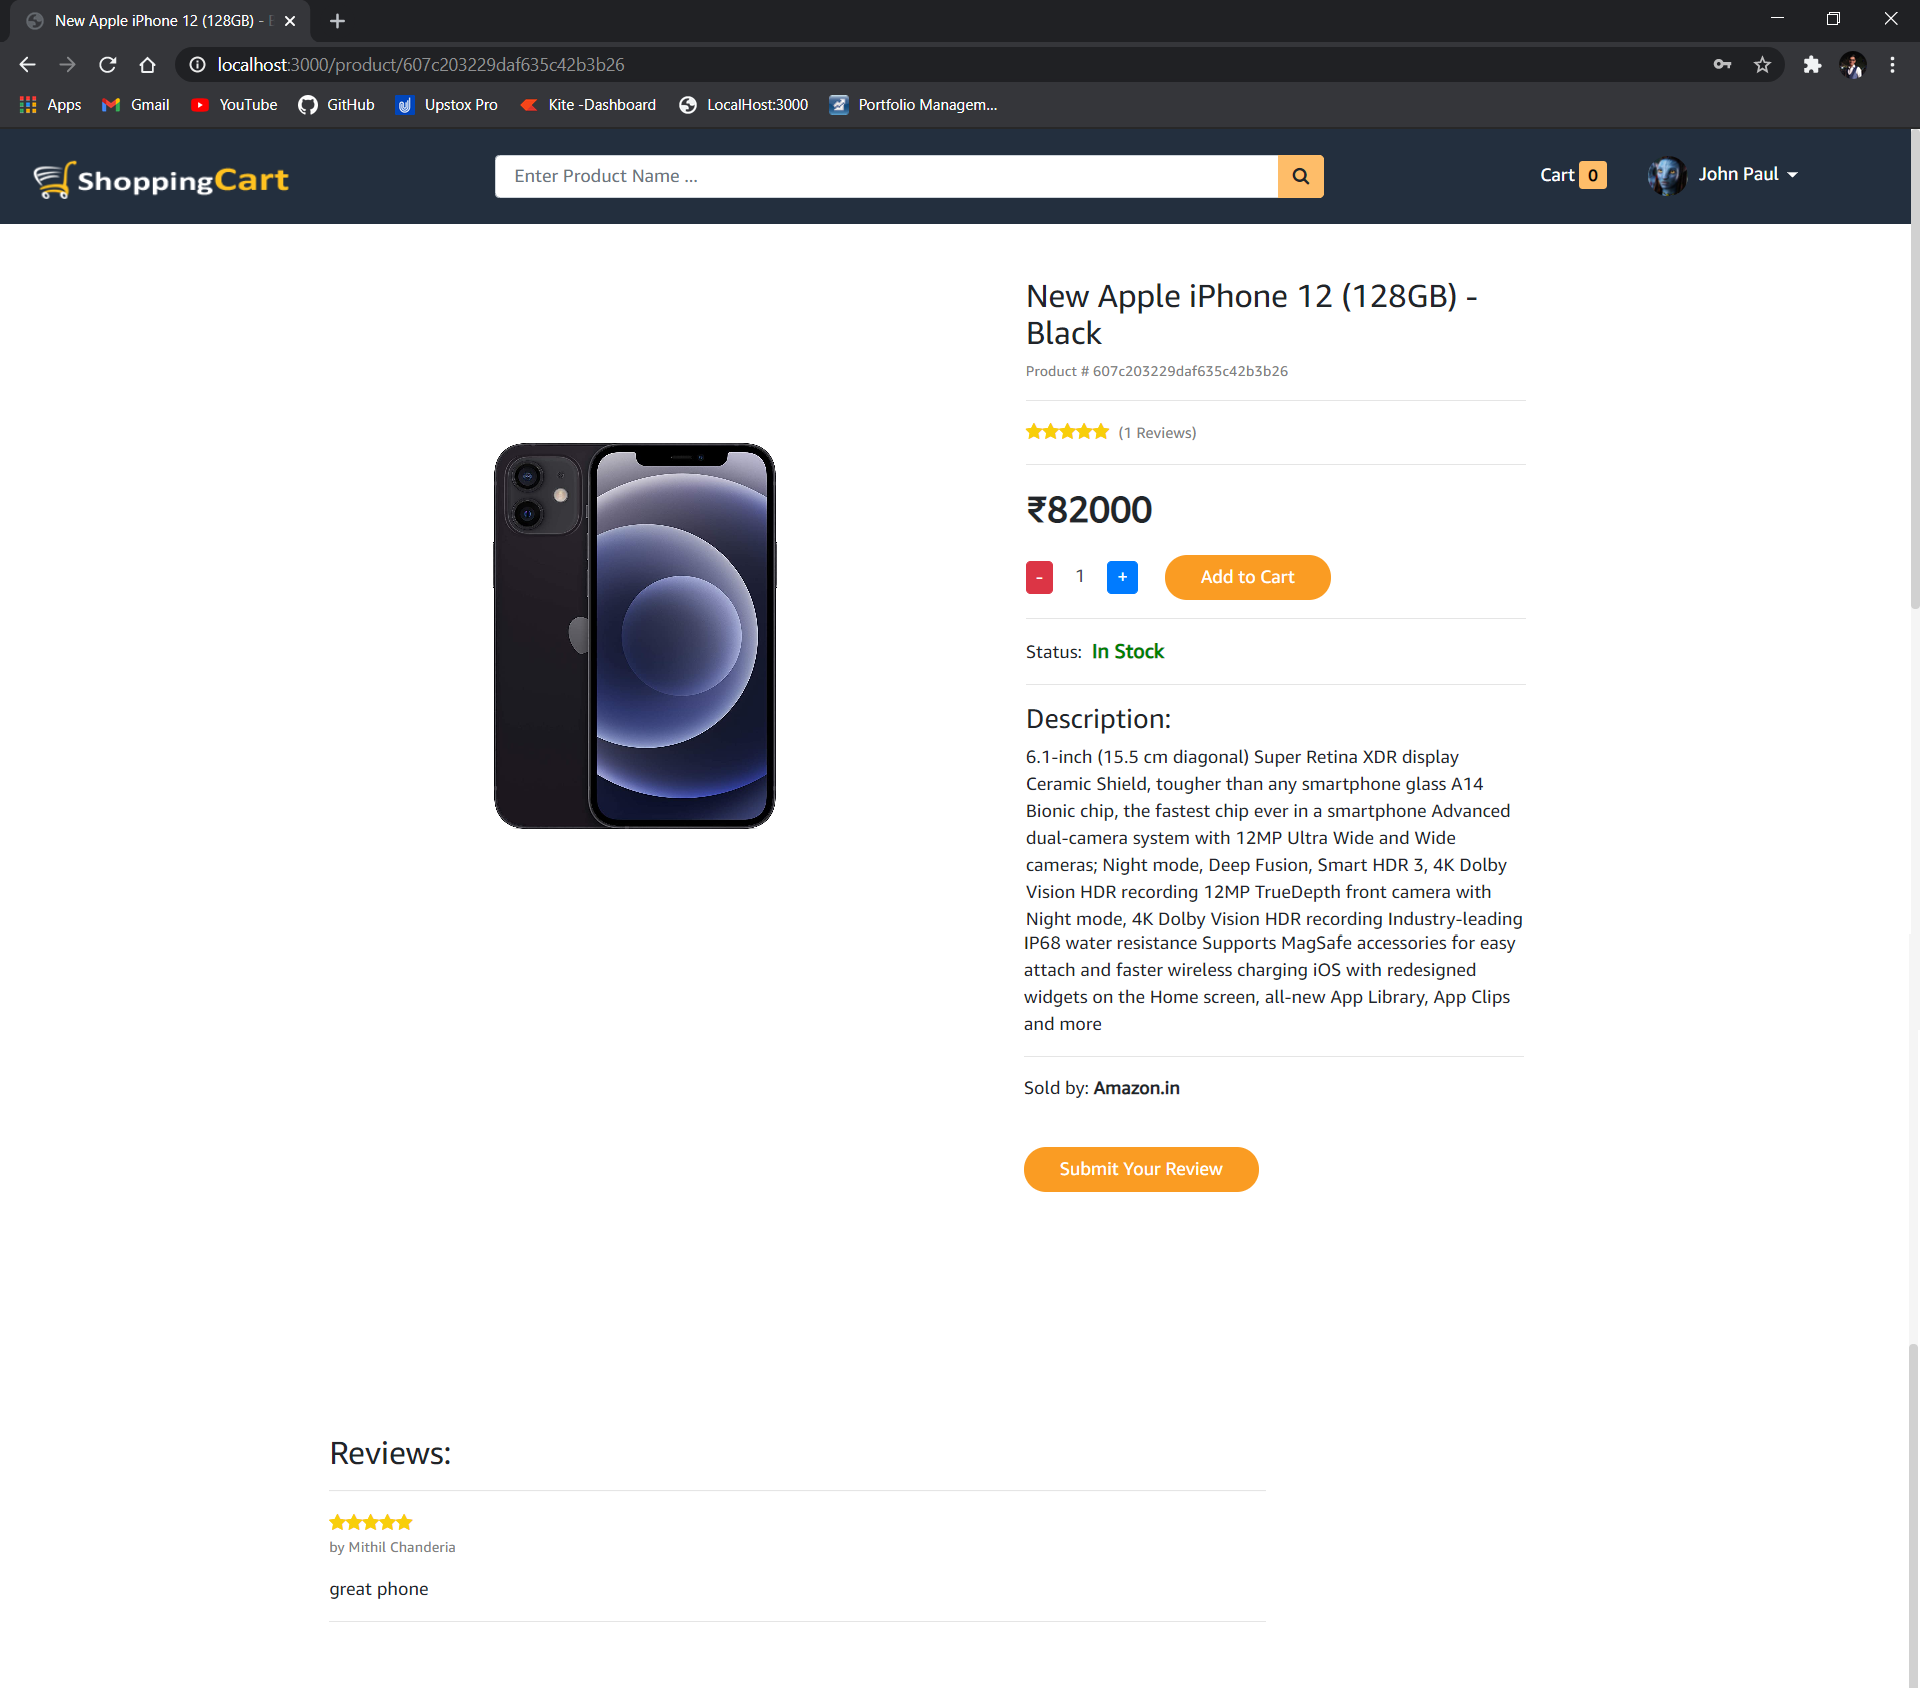 New Apple iPhone 12 (128GB) -
localhost:3000/product/607c203229daf635c42b3b26
Apps Gmail YouTube GitHub Upstox Pro Kite -Dashboard LocalHost:3000 Portfolio Managem...
ShoppingCart Enter Product Name ... Cart 0 John Paul
New Apple iPhone 12 (128GB) -
Black
Product # 607c203229daf635c42b3b26
(1 Reviews)
₹82000
- 1 + Add to Cart
Status: In Stock
Description:
6.1-inch (15.5 cm diagonal) Super Retina XDR display
Ceramic Shield, tougher than any smartphone glass A14
Bionic chip, the fastest chip ever in a smartphone Advanced
dual-camera system with 12MP Ultra Wide and Wide
cameras; Night mode, Deep Fusion, Smart HDR 3, 4K Dolby
Vision HDR recording 12MP TrueDepth front camera with
Night mode, 4K Dolby Vision HDR recording Industry-leading
IP68 water resistance Supports MagSafe accessories for easy
attach and faster wireless charging iOS with redesigned
widgets on the Home screen, all-new App Library, App Clips
and more
Sold by: Amazon.in
Submit Your Review
Reviews:
by Mithil Chanderia
great phone